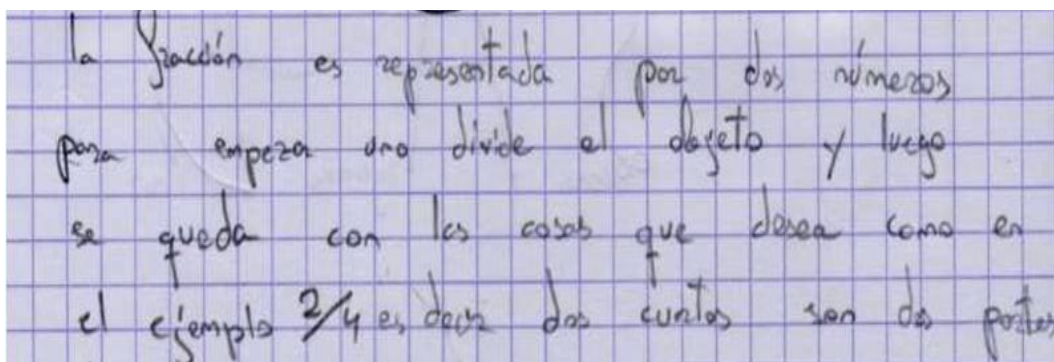 la fracción es representada por dos números
para empezar uno divide el objeto y luego
se queda con las cosas que desea como en
el ejemplo 2/4 es decir dos cuartos son dos partes